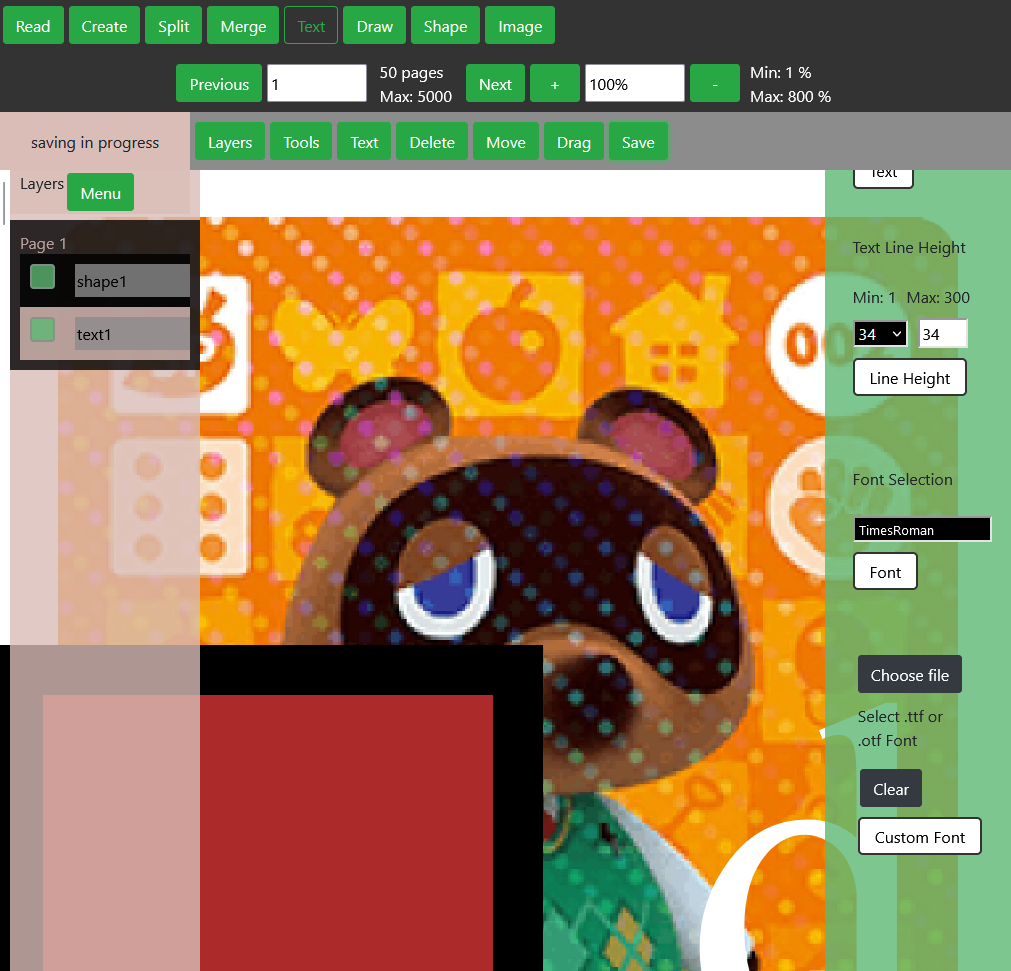 Read Create Split Merge Text Draw Shape Image
Previous 1 50 pages Next + 100% - Min: 1 %
Max: 5000 Max: 800 %
saving in progress Layers Tools Text Delete Move Drag Save
Layers Menu
Text
Page 1
shape1
text1
Text Line Height
Min: 1 Max: 300
34 34
Line Height
Font Selection
TimesRoman
Font
Choose file
Select .ttf or
.otf Font
Clear
Custom Font